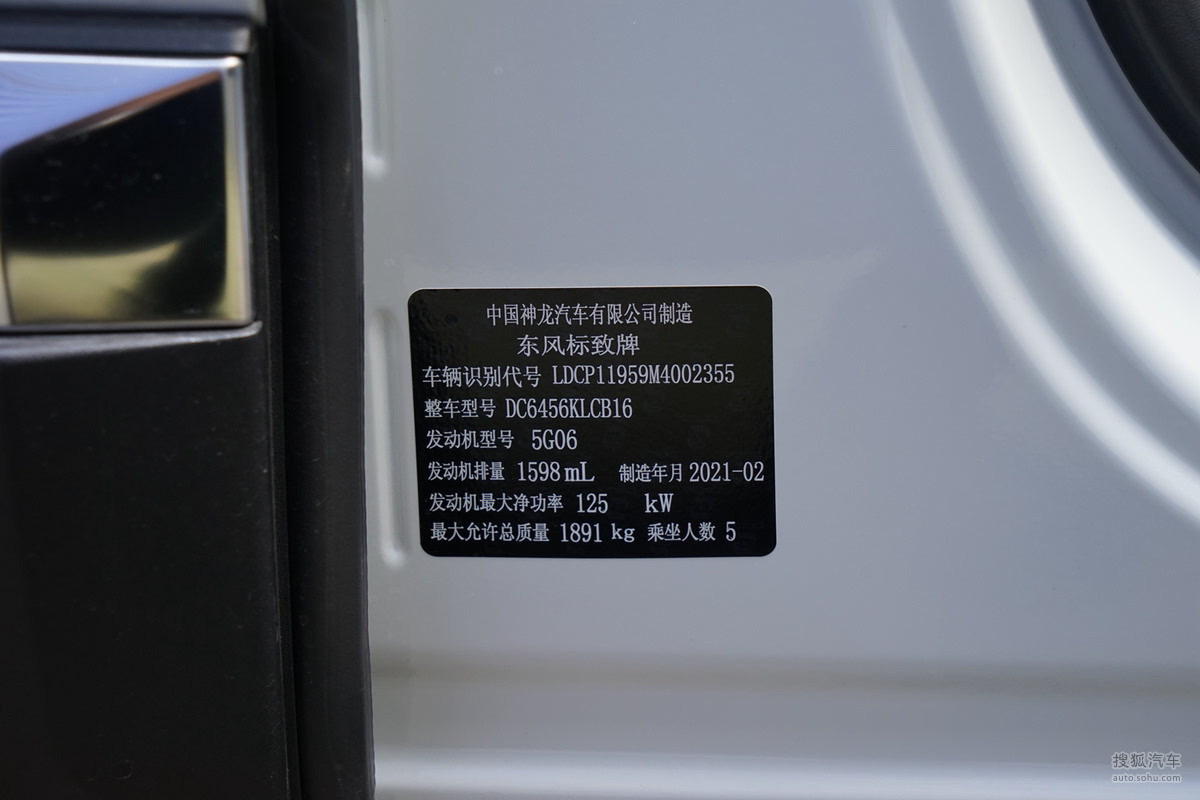 中国神龙汽车有限公司制造
东风标致牌
车辆识别代号 LDCP11959M4002355
整车型号 DC6456KLCB16
发动机型号 5G06
发动机排量 1598mL 制造年月 2021-02
发动机最大净功率 125 kW
最大允许总质量 1891 kg 乘坐人数 5
搜狐汽车
auto.sohu.com